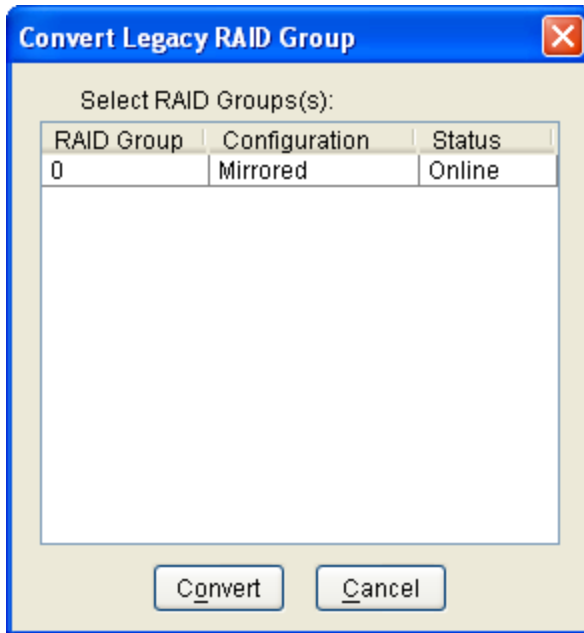 Convert Legacy RAID Group
Select RAID Groups(s):
RAID Group Configuration Status
0 Mirrored Online
Convert Cancel